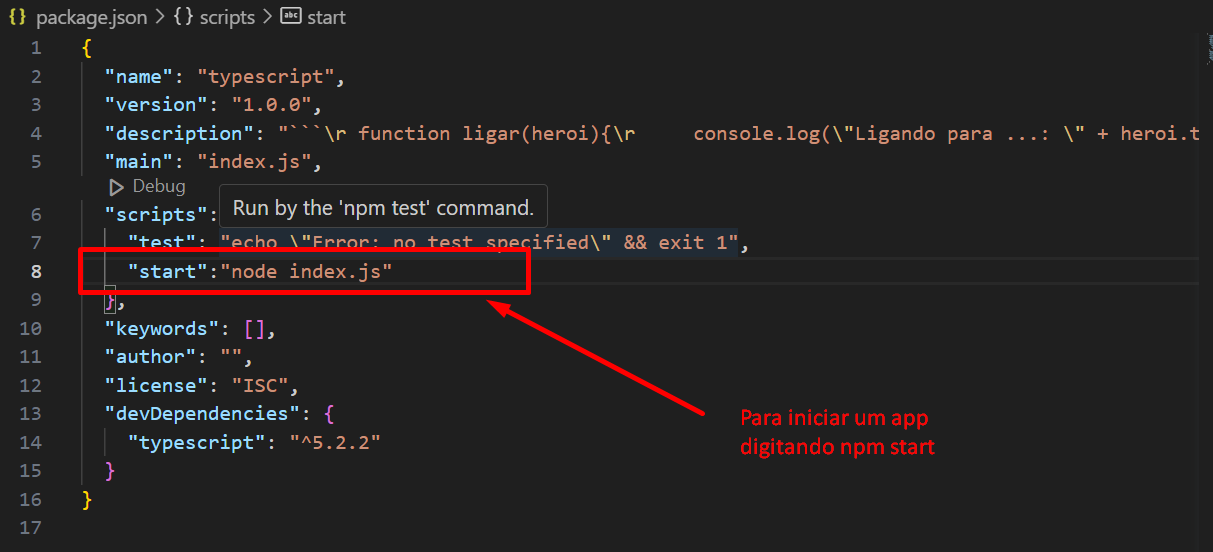 {} package.json > {} scripts > abc start
1 {
2 "name": "typescript",
3 "version": "1.0.0",
4 "description": "```\r function ligar(heroi){\r console.log(\"Ligando para ...: \" + heroi.t
5 "main": "index.js",
Debug
Run by the 'npm test' command.
6 "scripts":
7 "test": "echo \"Error: no test specified\" && exit 1",
8 "start":"node index.js"
9 },
10 "keywords": [],
11 "author": "",
12 "license": "ISC",
13 "devDependencies": {
14 "typescript": "^5.2.2"
15 }
16 }
17
Para iniciar um app
digitando npm start